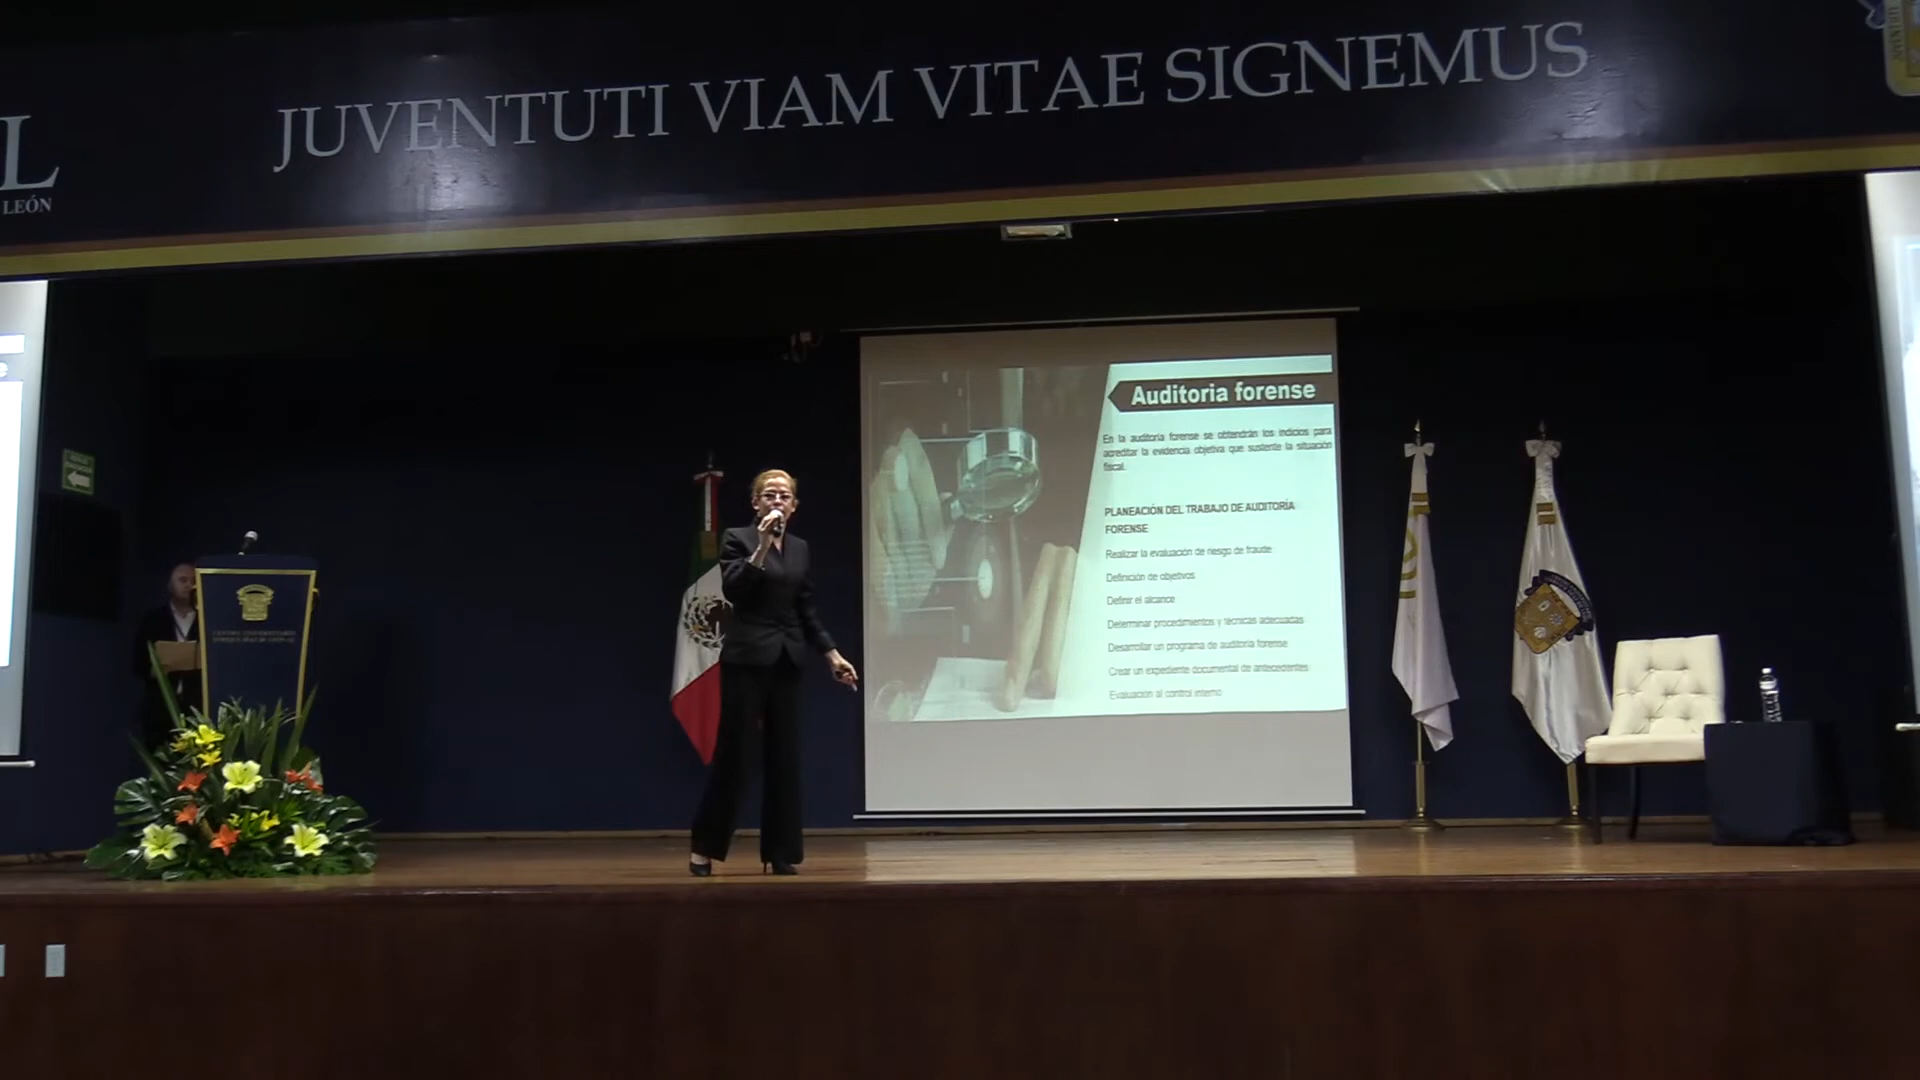 JUVENTUTI VIAM VITAE SIGNEMUS
L
LEÓN
Auditoria forense
En la auditoría forense se obtendrán los indicios para
acreditar la evidencia objetiva que sustente la situación
fiscal.
PLANEACIÓN DEL TRABAJO DE AUDITORÍA
FORENSE
Realizar la evaluación de riesgo de fraude
Definición de objetivos
Definir el alcance
Determinar procedimientos y técnicas adecuadas
Desarrollar un programa de auditoría forense
Crear un expediente documental de antecedentes
Evaluación al control interno
CENTRO UNIVERSITARIO